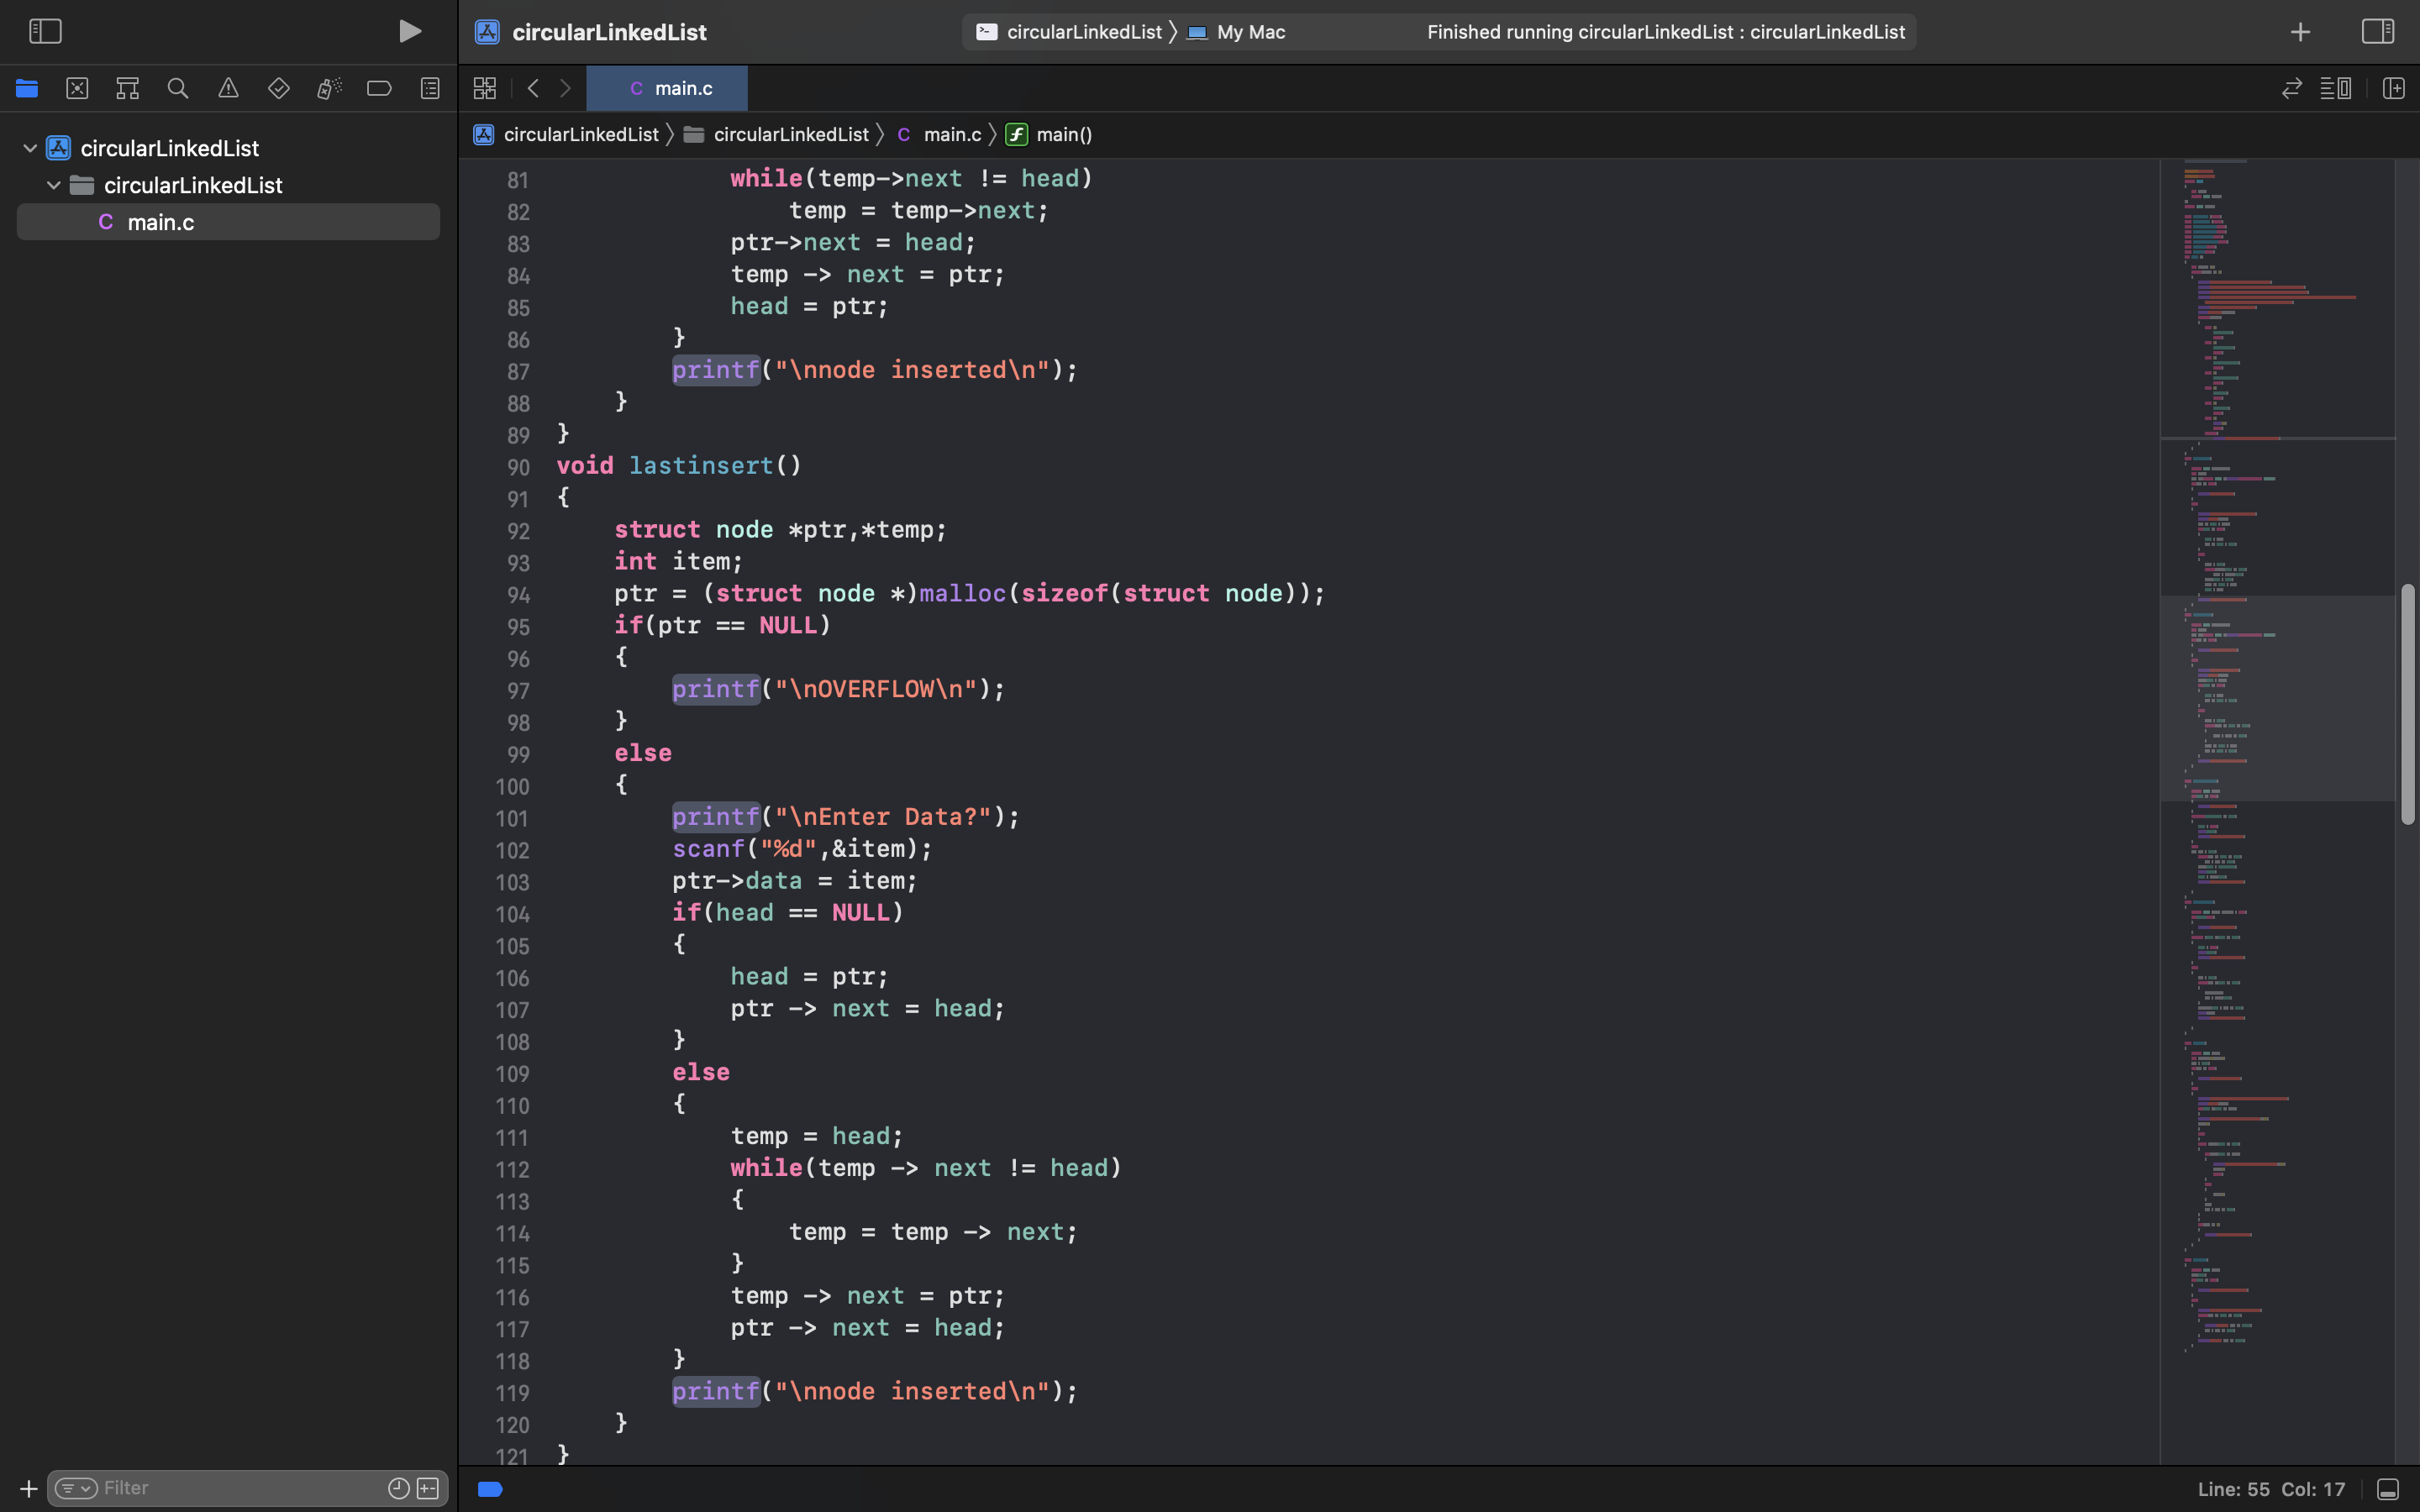 circularLinkedList
circularLinkedList
My Mac
Finished running circularLinkedList : circularLinkedList
C main.c
circularLinkedList
circularLinkedList
C main.c
main()
circularLinkedList
circularLinkedList
C main.c
81 while(temp->next != head)
82 temp = temp->next;
83 ptr->next = head;
84 temp -> next = ptr;
85 head = ptr;
86 }
87 printf("\nnode inserted\n");
88 }
89 }
90 void lastinsert()
91 {
92 struct node *ptr,*temp;
93 int item;
94 ptr = (struct node *)malloc(sizeof(struct node));
95 if(ptr == NULL)
96 {
97 printf("\nOVERFLOW\n");
98 }
99 else
100 {
101 printf("\nEnter Data?");
102 scanf("%d",&item);
103 ptr->data = item;
104 if(head == NULL)
105 {
106 head = ptr;
107 ptr -> next = head;
108 }
109 else
110 {
111 temp = head;
112 while(temp -> next != head)
113 {
114 temp = temp -> next;
115 }
116 temp -> next = ptr;
117 ptr -> next = head;
118 }
119 printf("\nnode inserted\n");
120 }
121 }
Filter
Line: 55 Col: 17